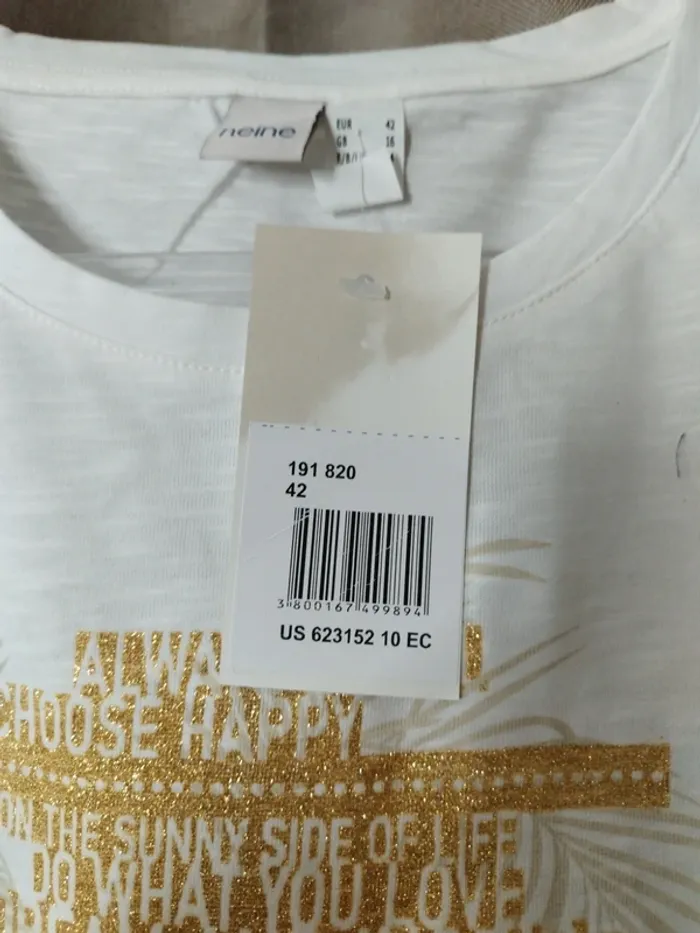 heine
EUR 42
GB 16
191 820
42
3 800167 499894
US 623152 10 EC
ALWA
CHOOSE HAPPY
ON THE SUNNY SIDE OF LIFE
DO WHAT YOU LOVE